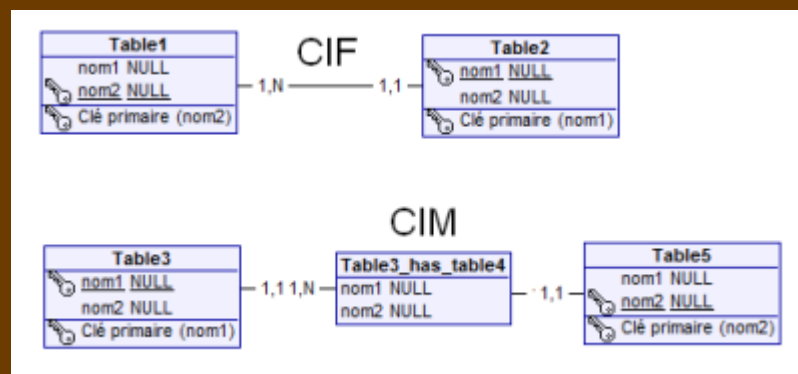 CIF
Table1
nom1 NULL
nom2 NULL
Clé primaire (nom2)
1,N
1,1
Table2
nom1 NULL
nom2 NULL
Clé primaire (nom1)
CIM
Table3
nom1 NULL
nom2 NULL
Clé primaire (nom1)
1,1 1,N
Table3_has_table4
nom1 NULL
nom2 NULL
1,1
Table5
nom1 NULL
nom2 NULL
Clé primaire (nom2)